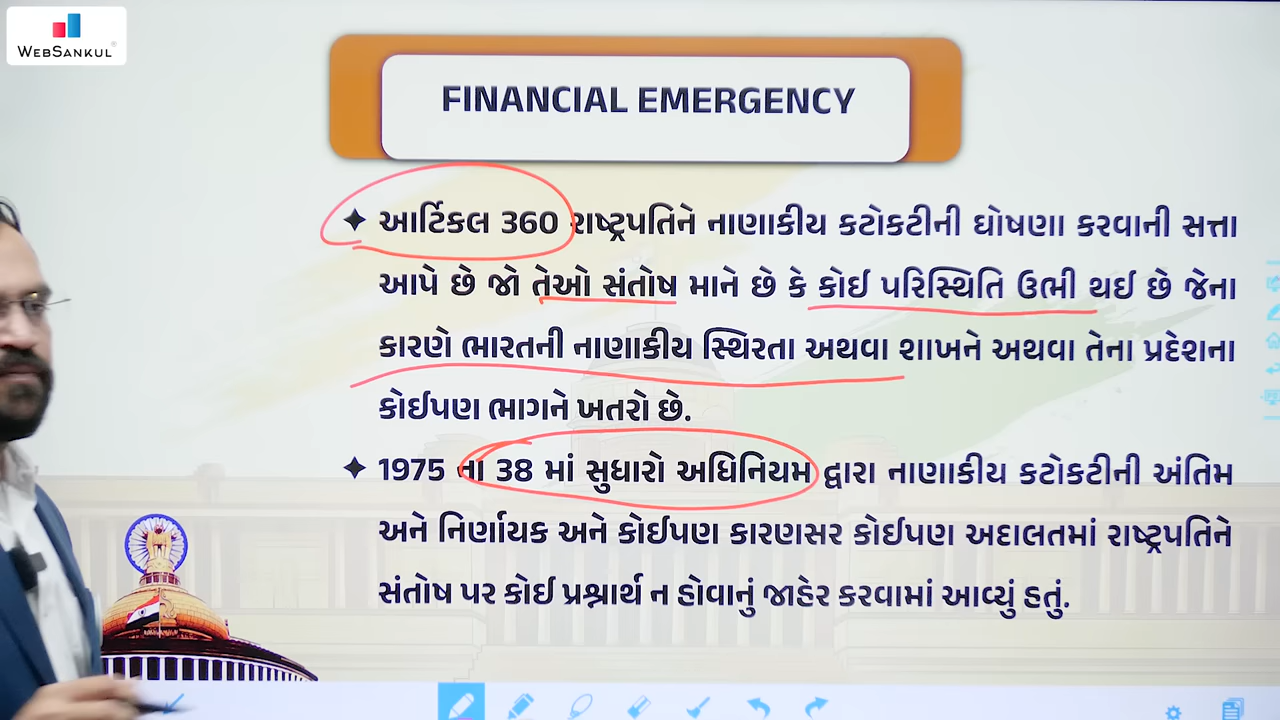 WEBSANKUL®
FINANCIAL EMERGENCY
આર્ટિકલ 360 રાષ્ટ્રપતિને નાણાકીય કટોકટીની ઘોષણા કરવાની સત્તા
આપે છે જો તેઓ સંતોષ માને છે કે કોઈ પરિસ્થિતિ ઉભી થઈ છે જેના
કારણે ભારતની નાણાકીય સ્થિરતા અથવા શાખને અથવા તેના પ્રદેશના
કોઈપણ ભાગને ખતરો છે.
1975 ના 38 માં સુધારો અધિનિયમ દ્વારા નાણાકીય કટોકટીની અંતિમ
અને નિર્ણાયક અને કોઈપણ કારણસર કોઈપણ અદાલતમાં રાષ્ટ્રપતિને
સંતોષ પર કોઈ પ્રશ્નાર્થ ન હોવાનું જાહેર કરવામાં આવ્યું હતું.